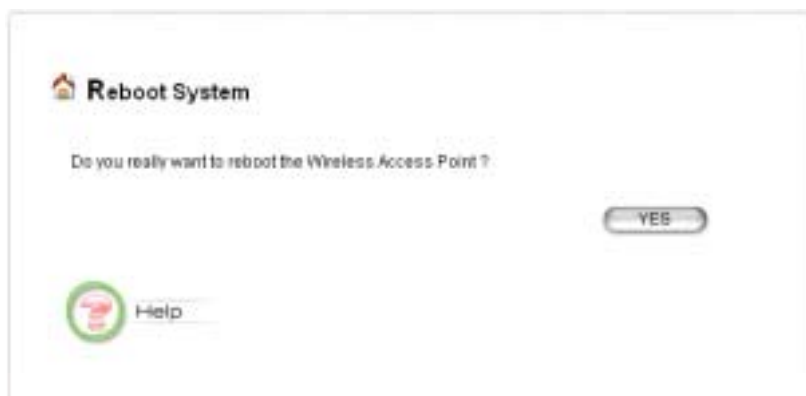 Reboot System
Do you really want to reboot the Wireless Access Point ?
YES
Help